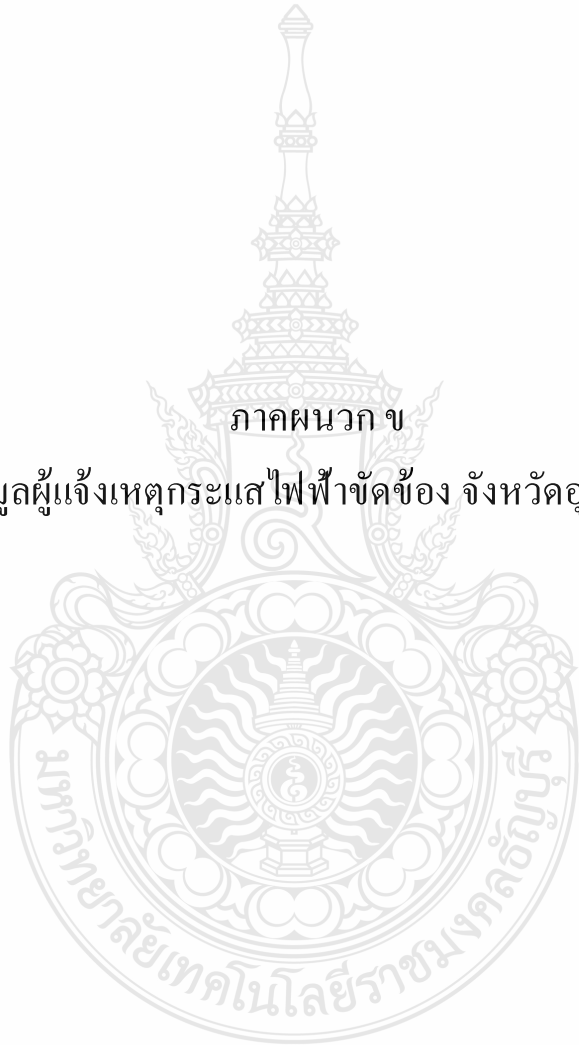 ภาคผนวก ข
มูลผู้แจ้งเหตุกระแสไฟฟ้าขัดข้อง จังหวัดอุ
มหาวิทยาลัยเทคโนโลยีราชมงคลธัญบุรี